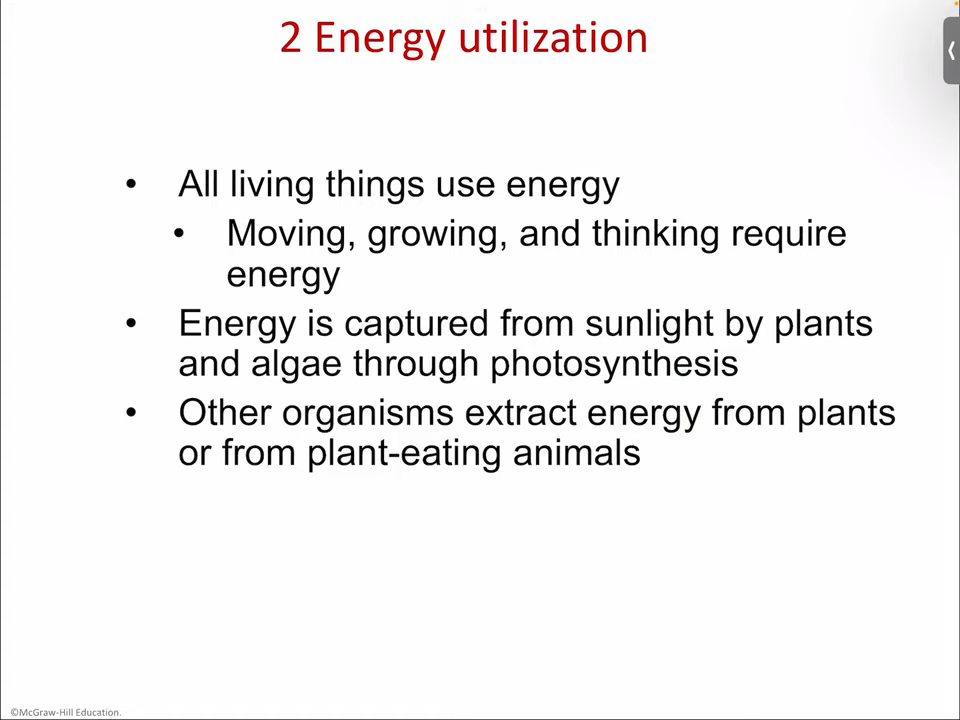 2 Energy utilization
• All living things use energy
• Moving, growing, and thinking require
energy
• Energy is captured from sunlight by plants
and algae through photosynthesis
• Other organisms extract energy from plants
or from plant-eating animals
©McGraw-Hill Education.